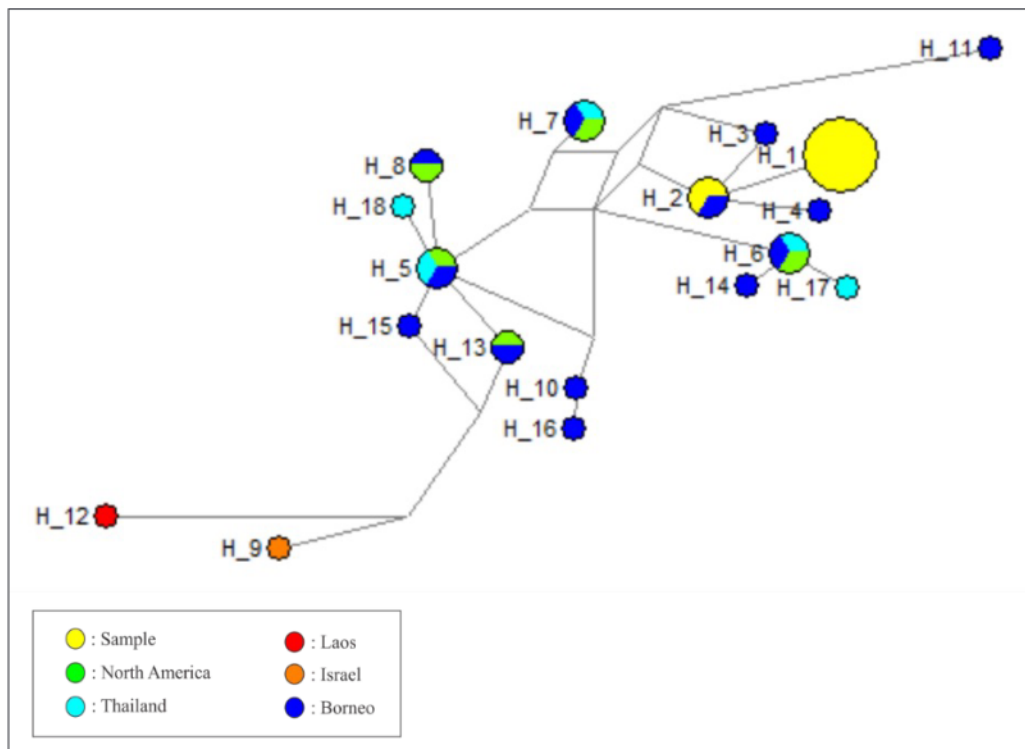 H_11
H_7
H_3
H_1
H_8
H_2
H_18
H_4
H_6
H_5
H_14
H_17
H_15
H_13
H_10
H_16
H_12
H_9
: Sample
: Laos
: North America
: Israel
: Thailand
: Borneo